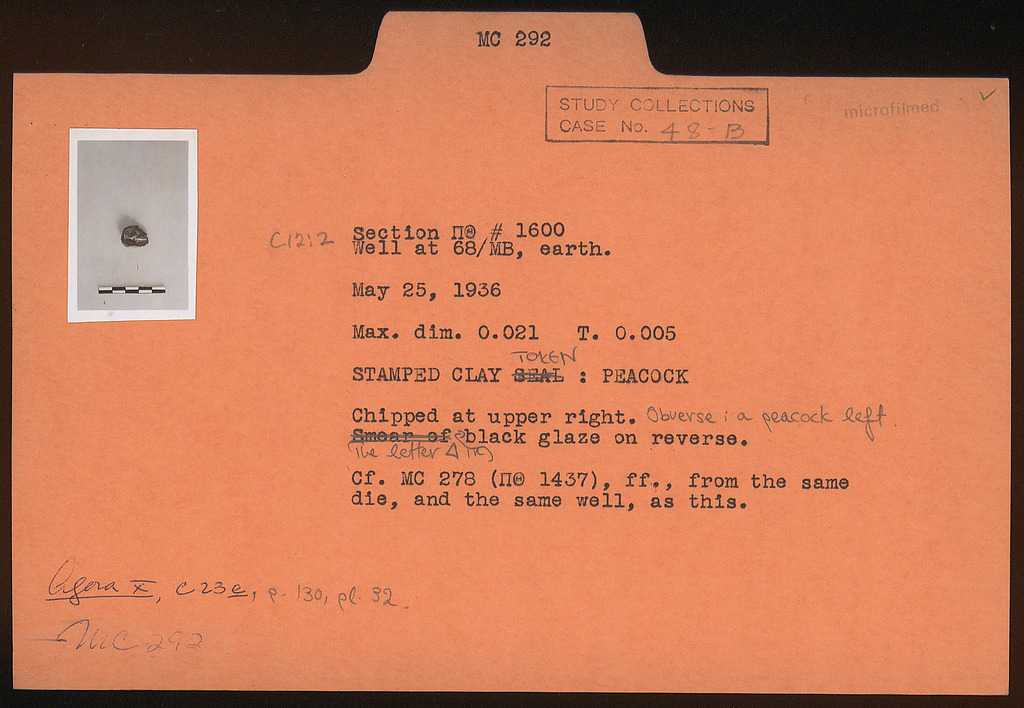 MC 292
STUDY COLLECTIONS
CASE No. 48-B
microfilmed ✓
C12:2
Section ΠΘ # 1600
Well at 68/ΜΒ, earth.
May 25, 1936
Max. dim. 0.021 T. 0.005
TOKEN
STAMPED CLAY SEAL : PEACOCK
Chipped at upper right. Obverse: a peacock left.
Smear of black glaze on reverse.
The letter Δ in
Cf. MC 278 (ΠΘ 1437), ff., from the same
die, and the same well, as this.
Agora X, C23e, p. 130, pl. 32.
MC 292